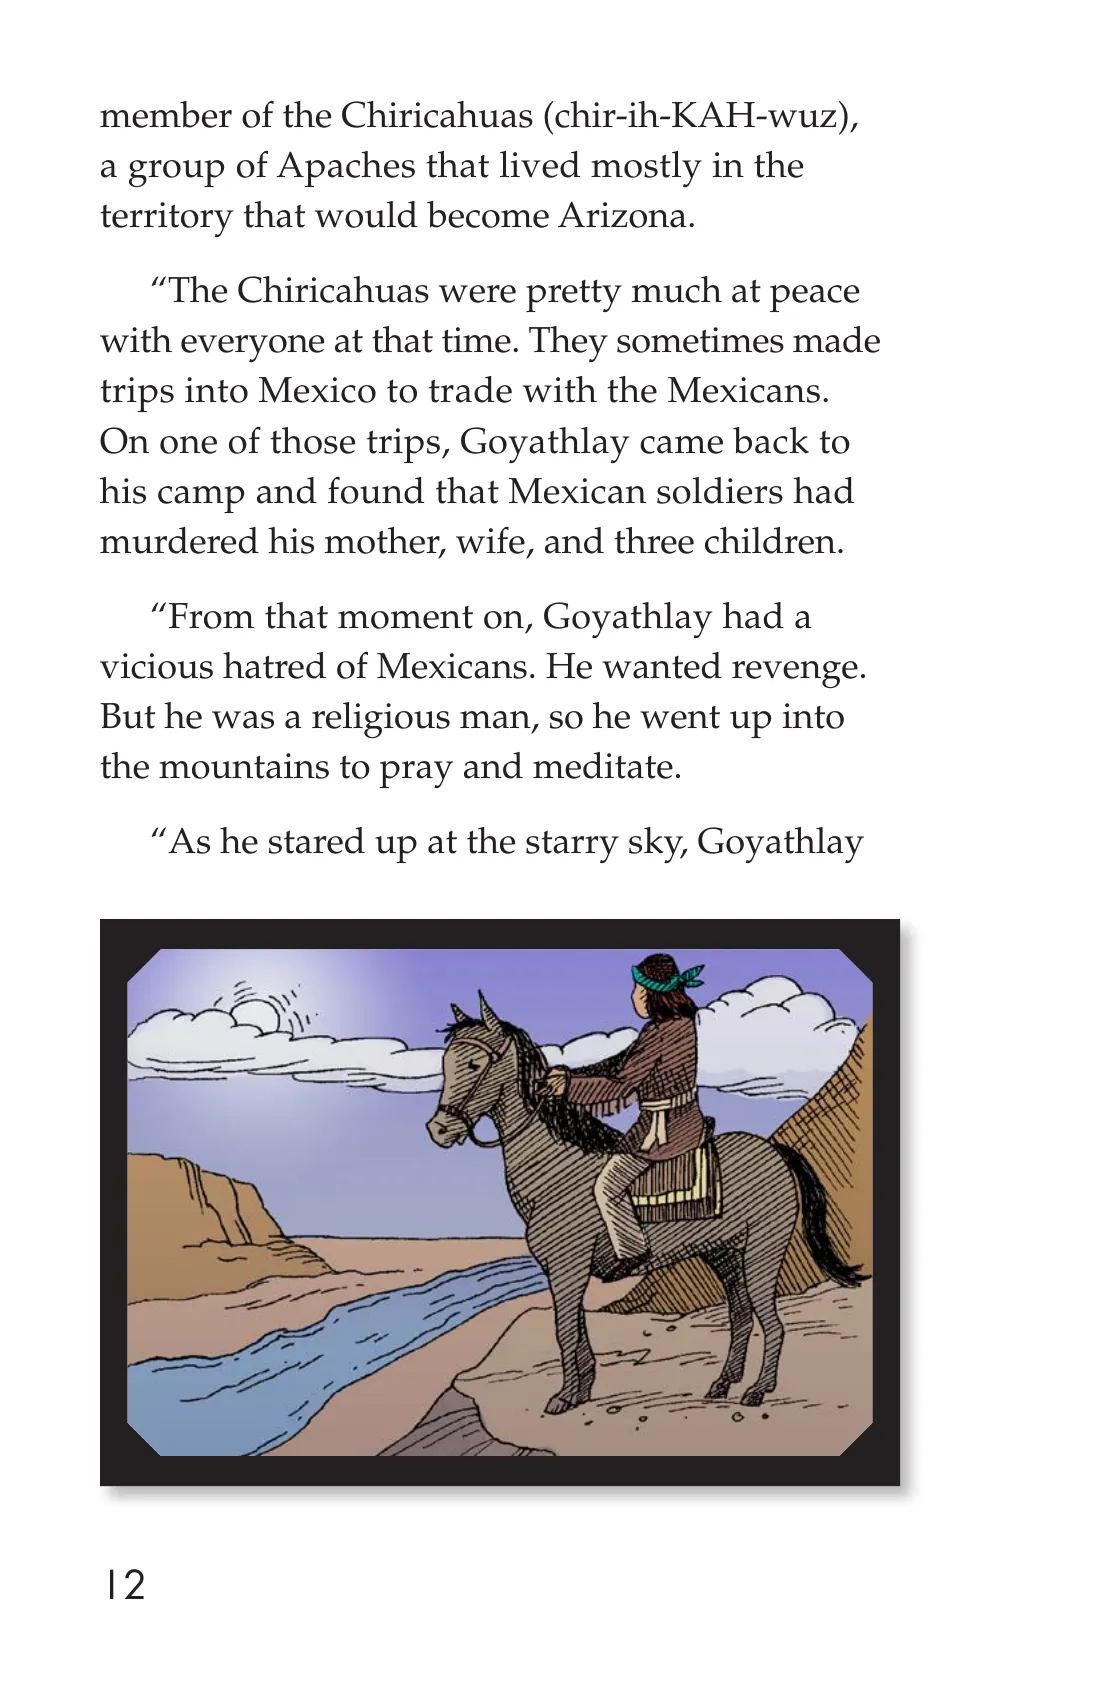 member of the Chiricahuas (chir-ih-KAH-wuz),
a group of Apaches that lived mostly in the
territory that would become Arizona.
“The Chiricahuas were pretty much at peace
with everyone at that time. They sometimes made
trips into Mexico to trade with the Mexicans.
On one of those trips, Goyathlay came back to
his camp and found that Mexican soldiers had
murdered his mother, wife, and three children.
“From that moment on, Goyathlay had a
vicious hatred of Mexicans. He wanted revenge.
But he was a religious man, so he went up into
the mountains to pray and meditate.
“As he stared up at the starry sky, Goyathlay
12